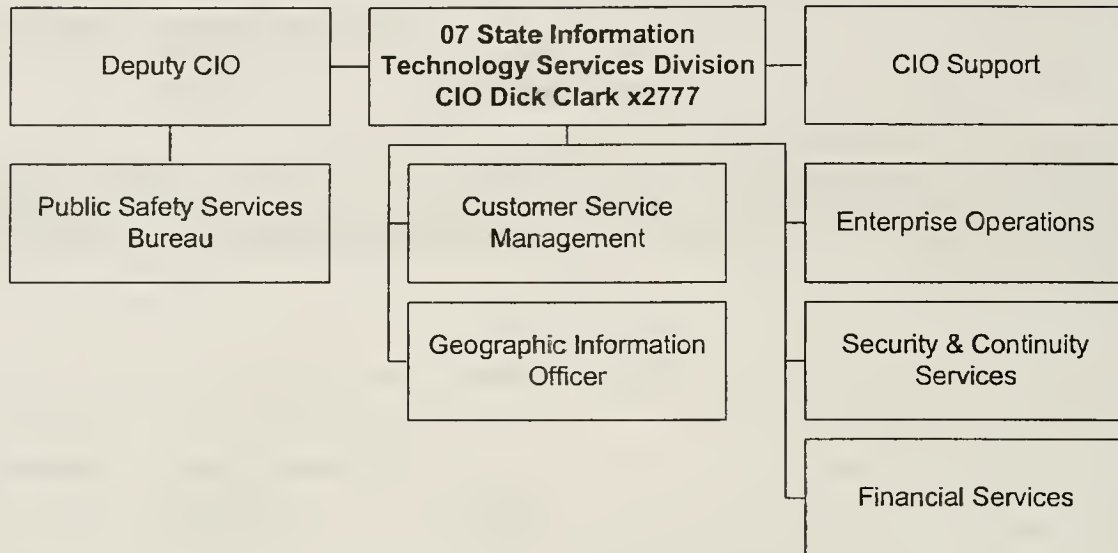 Deputy CIO
07 State Information
Technology Services Division
CIO Dick Clark x2777
CIO Support
Public Safety Services
Bureau
Customer Service
Management
Enterprise Operations
Geographic Information
Officer
Security & Continuity
Services
Financial Services